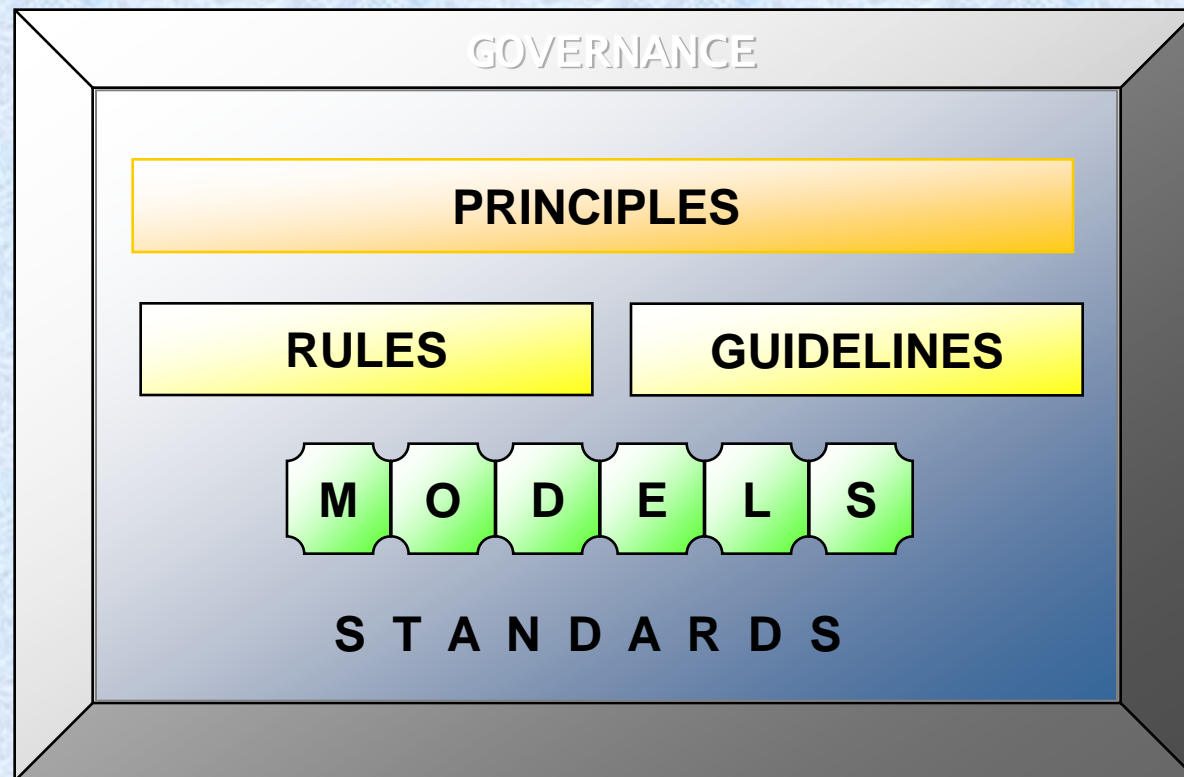 GOVERNANCE
PRINCIPLES
RULES GUIDELINES
M O D E L S
S T A N D A R D S